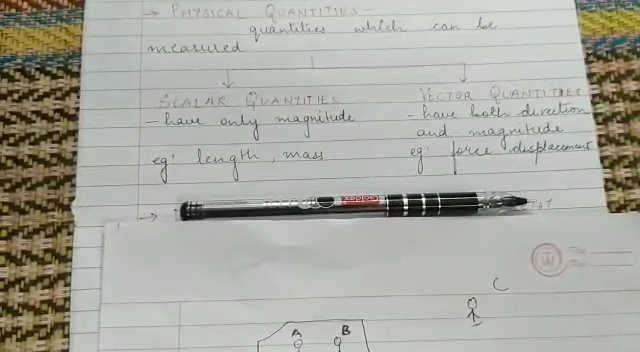 → PHYSICAL QUANTITIES -
quantities which can be
measured
SCALAR QUANTITIES
- have only magnitude
eg: length, mass
VECTOR QUANTITIES
- have both direction
and magnitude
eg: force displacement
→
C
A B